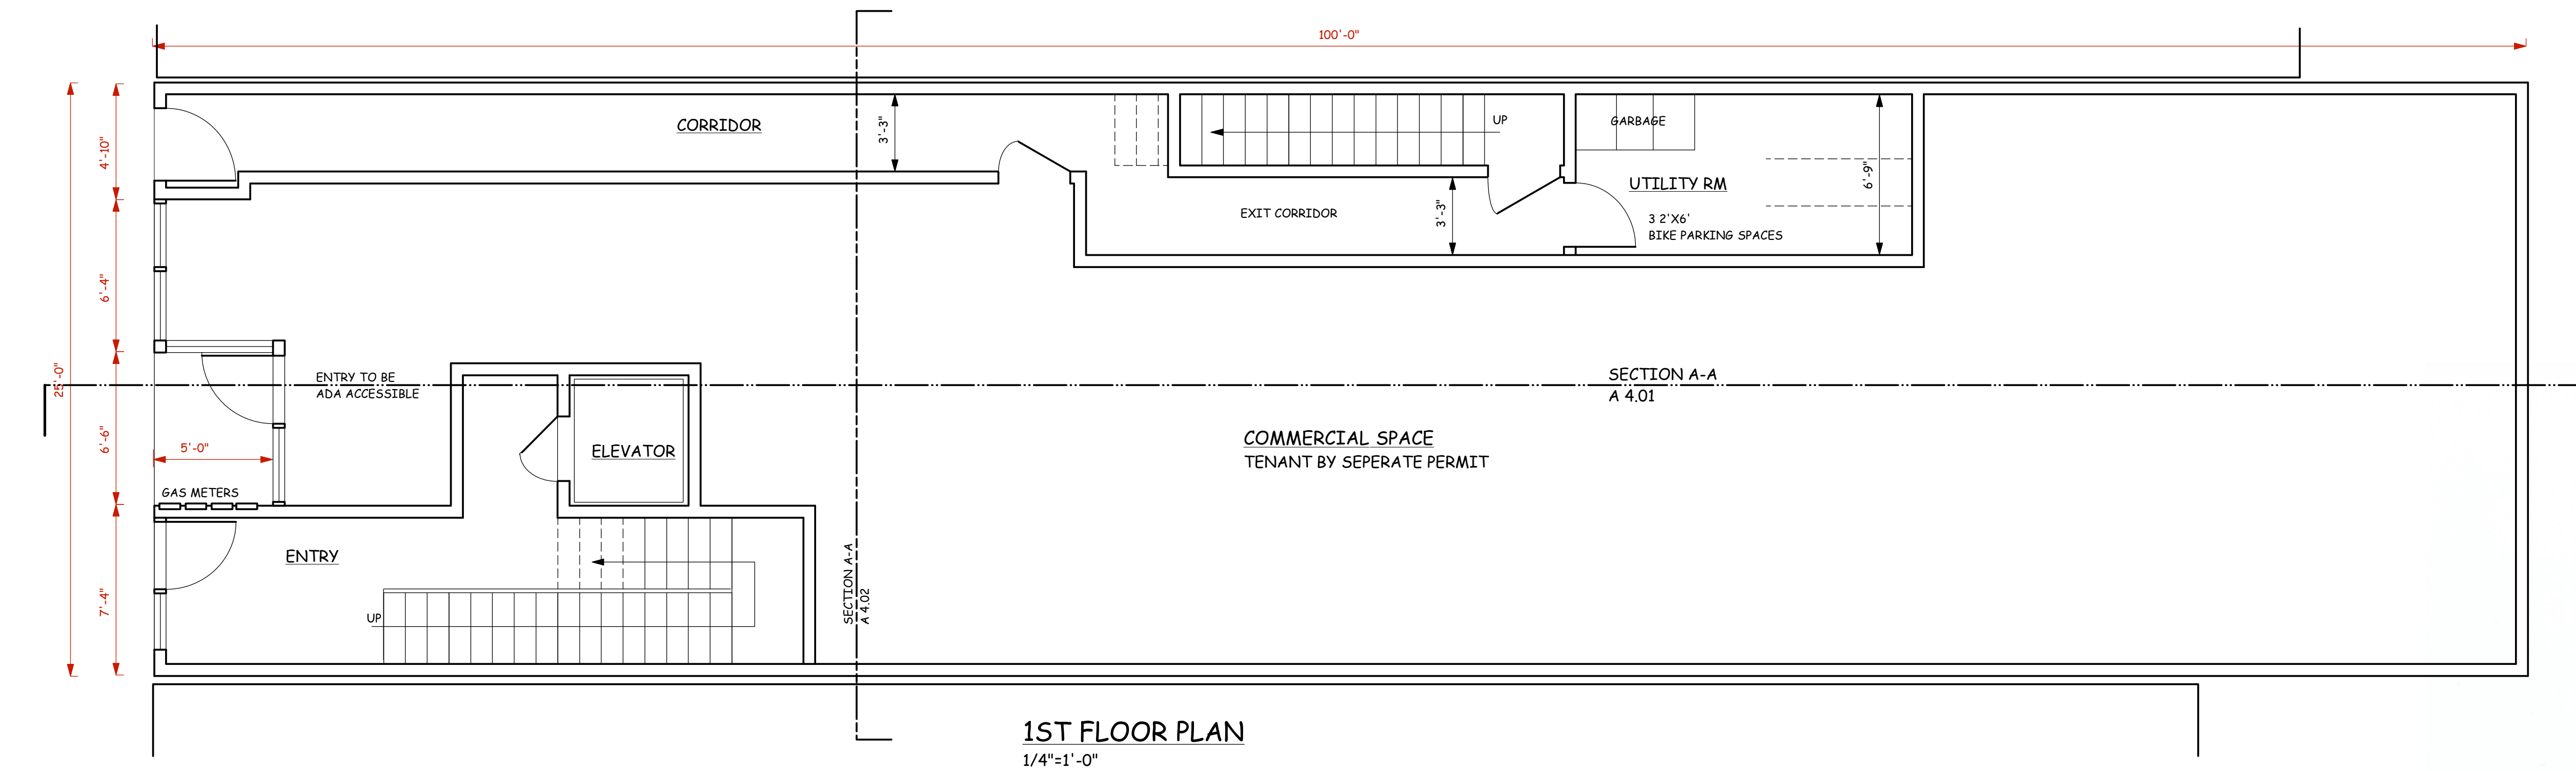 100'-0"
CORRIDOR
3'-3"
UP
GARBAGE
4'-10"
UTILITY RM
6'-9"
EXIT CORRIDOR
3'-3"
3 2'X6'
BIKE PARKING SPACES
6'-4"
25'-0"
ENTRY TO BE
ADA ACCESSIBLE
SECTION A-A
A 4.01
6'-6"
5'-0"
ELEVATOR
COMMERCIAL SPACE
TENANT BY SEPERATE PERMIT
GAS METERS
ENTRY
7'-4"
UP
SECTION A-A
A 4.02
1ST FLOOR PLAN
1/4"=1'-0"